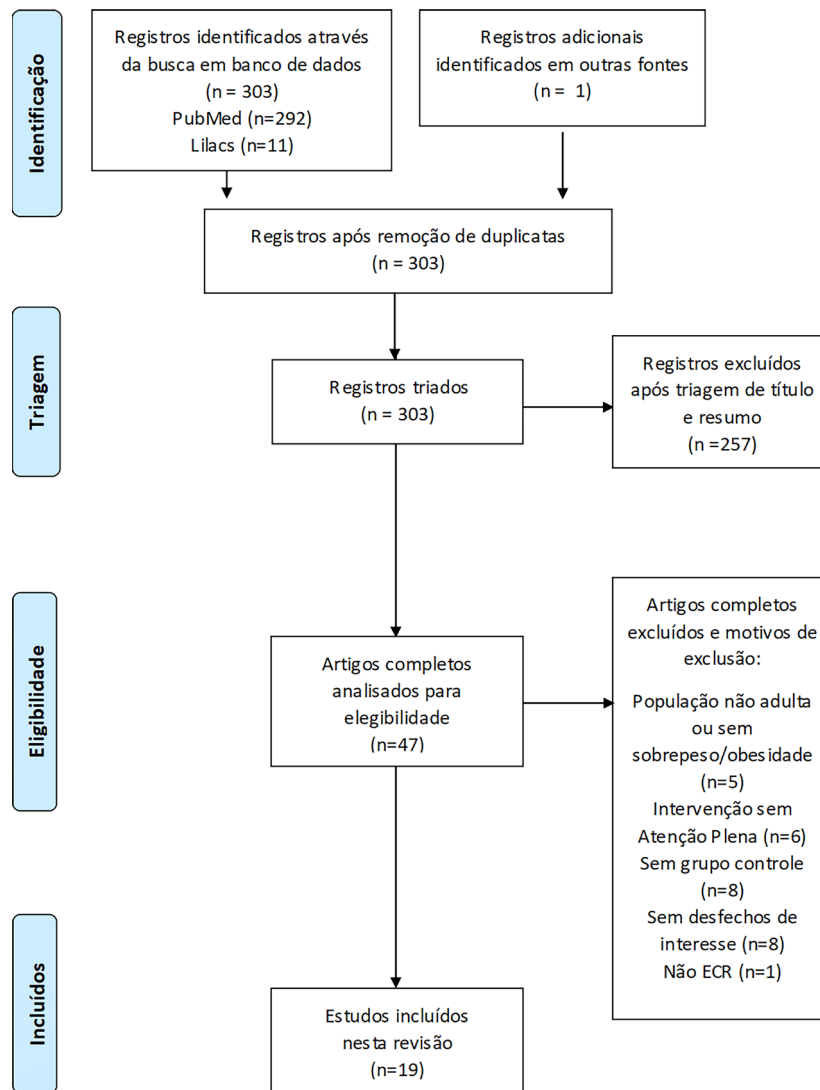 Identificação
Registros identificados através
da busca em banco de dados
(n = 303)
PubMed (n=292)
Lilacs (n=11)
Registros adicionais
identificados em outras fontes
(n = 1)
Registros após remoção de duplicatas
(n = 303)
Triagem
Registros triados
(n = 303)
Registros excluídos
após triagem de título
e resumo
(n =257)
Eligibilidade
Artigos completos
analisados para
elegibilidade
(n=47)
Artigos completos
excluídos e motivos de
exclusão:
População não adulta
ou sem
sobrepeso/obesidade
(n=5)
Intervenção sem
Atenção Plena (n=6)
Sem grupo controle
(n=8)
Sem desfechos de
interesse (n=8)
Não ECR (n=1)
Incluídos
Estudos incluídos
nesta revisão
(n=19)